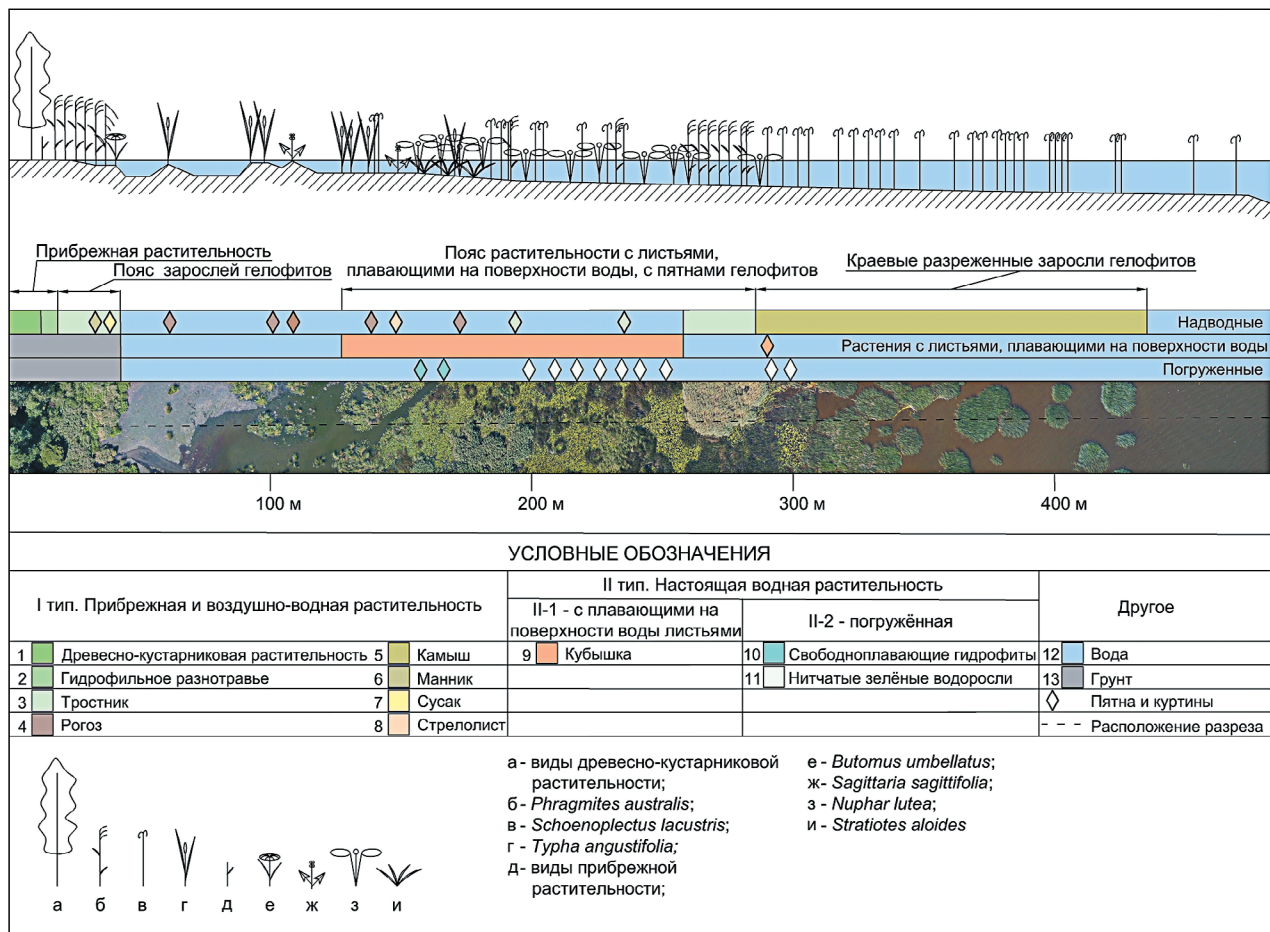 Прибрежная растительность
Пояс зарослей гелофитов
Пояс растительности с листьями,
плавающими на поверхности воды, с пятнами гелофитов
Краевые разреженные заросли гелофитов
Надводные
Растения с листьями, плавающими на поверхности воды
Погруженные
100 м 200 м 300 м 400 м
УСЛОВНЫЕ ОБОЗНАЧЕНИЯ
I тип. Прибрежная и воздушно-водная растительность
II тип. Настоящая водная растительность
II-1 - с плавающими на
поверхности воды листьями
II-2 - погружённая
Другое
1 Древесно-кустарниковая растительность 5 Камыш 9 Кубышка 10 Свободноплавающие гидрофиты 12 Вода
2 Гидрофильное разнотравье 6 Манник 11 Нитчатые зелёные водоросли 13 Грунт
3 Тростник 7 Сусак Пятна и куртины
4 Рогоз 8 Стрелолист Расположение разреза
а б в г д е ж з и
а - виды древесно-кустарниковой
растительности;
б - Phragmites australis;
в - Schoenoplectus lacustris;
г - Typha angustifolia;
д- виды прибрежной
растительности;
е - Butomus umbellatus;
ж- Sagittaria sagittifolia;
з - Nuphar lutea;
и - Stratiotes aloides